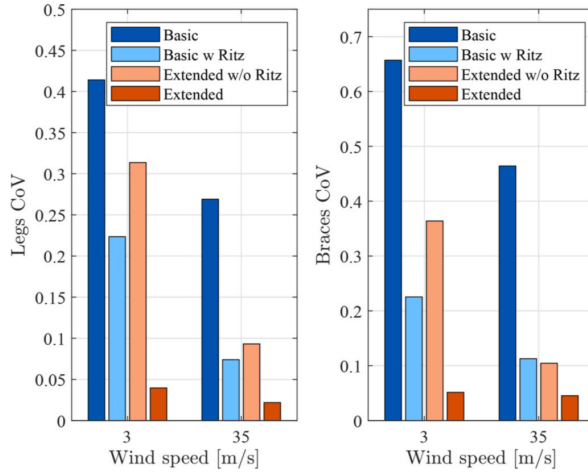 0.5
0.45
0.4
0.35
0.3
0.25
0.2
0.15
0.1
0.05
0
Legs CoV
Basic
Basic w Ritz
Extended w/o Ritz
Extended
3
35
Wind speed [m/s]
0.7
0.6
0.5
0.4
0.3
0.2
0.1
0
Braces CoV
Basic
Basic w Ritz
Extended w/o Ritz
Extended
3
35
Wind speed [m/s]